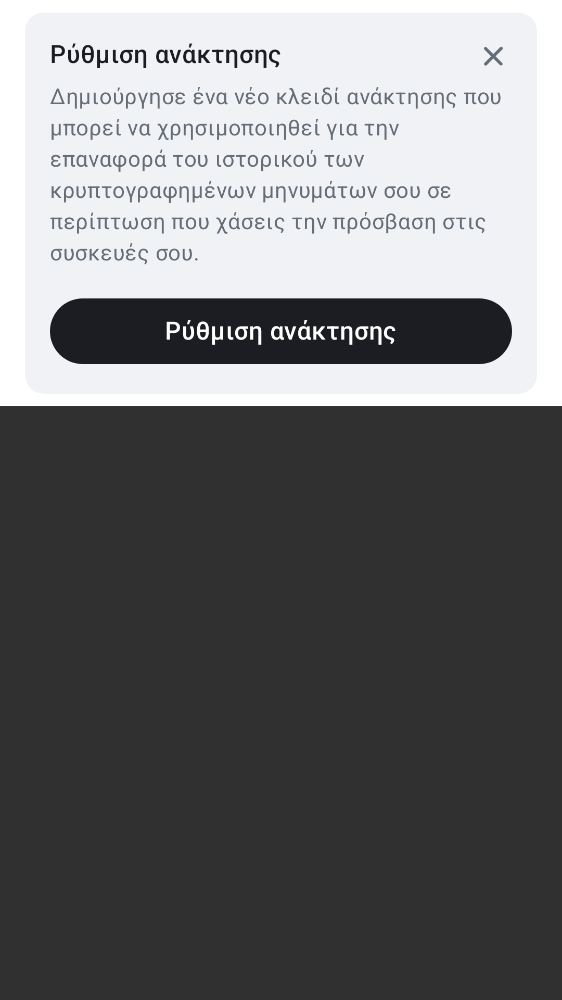 Ρύθμιση ανάκτησης
Δημιούργησε ένα νέο κλειδί ανάκτησης που
μπορεί να χρησιμοποιηθεί για την
επαναφορά του ιστορικού των
κρυπτογραφημένων μηνυμάτων σου σε
περίπτωση που χάσεις την πρόσβαση στις
συσκευές σου.
Ρύθμιση ανάκτησης